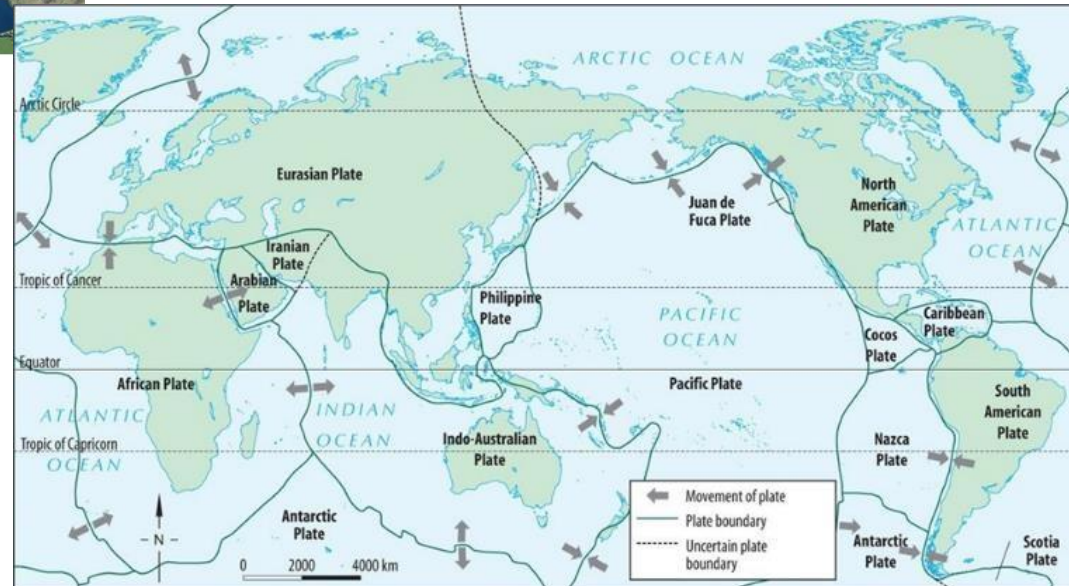 ARCTIC OCEAN
Arctic Circle
Eurasian Plate
Juan de
Fuca Plate
North
American
Plate
ATLANTIC
OCEAN
Iranian
Plate
Arabian
Plate
Tropic of Cancer
Philippine
Plate
PACIFIC
OCEAN
Caribbean
Plate
Cocos
Plate
Equator
African Plate
Pacific Plate
ATLANTIC
OCEAN
INDIAN
OCEAN
South
American
Plate
Tropic of Capricorn
Indo-Australian
Plate
Nazca
Plate
Antarctic
Plate
N
0 2000 4000 km
Movement of plate
Plate boundary
Uncertain plate
boundary
Antarctic
Plate
Scotia
Plate